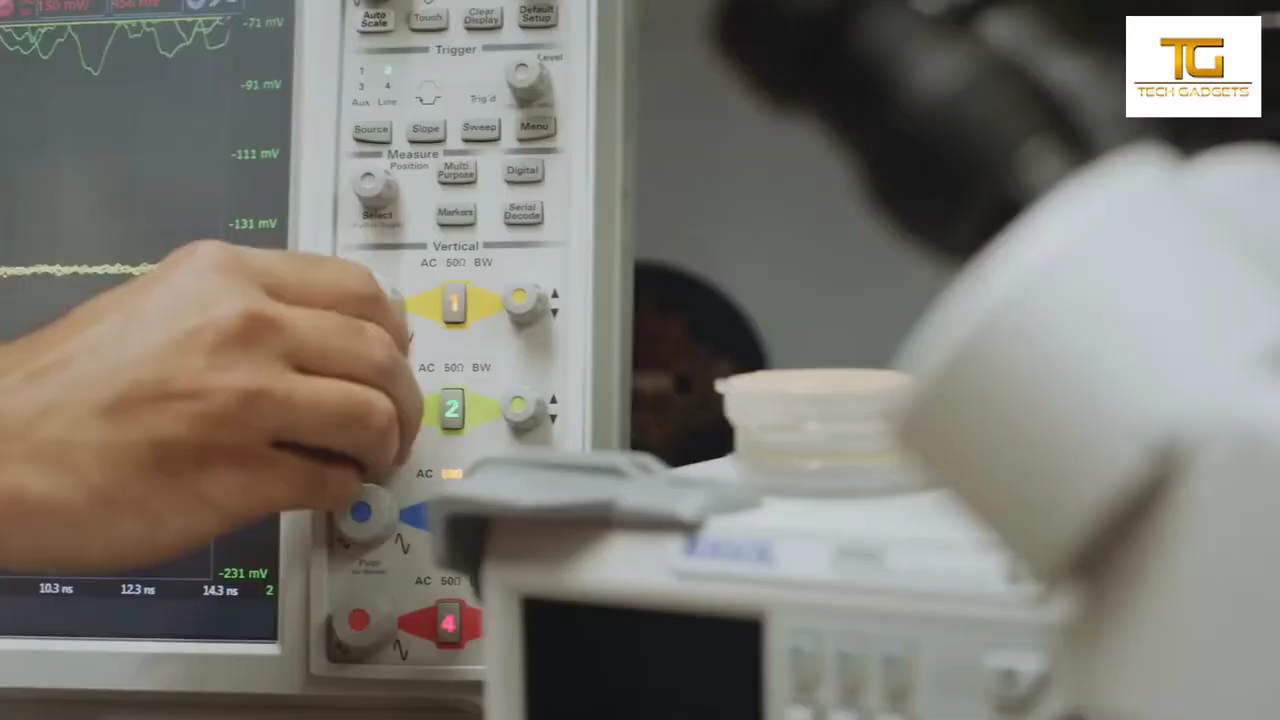 150 mV/
-71 mV
-91 mV
-111 mV
-131 mV
-231 mV
10.3 ns
12.3 ns
14.3 ns
2
Auto
Scale
Touch
Clear
Display
Default
Setup
Trigger
Level
1
3
4
Aux
Line
Trig'd
Source
Slope
Sweep
Menu
Measure
Position
Multi
Purpose
Digital
Select
Markers
Serial
Decode
Vertical
AC 50Ω BW
1
AC 50Ω BW
2
AC
AC 50Ω
4
TG
TECH GADGETS